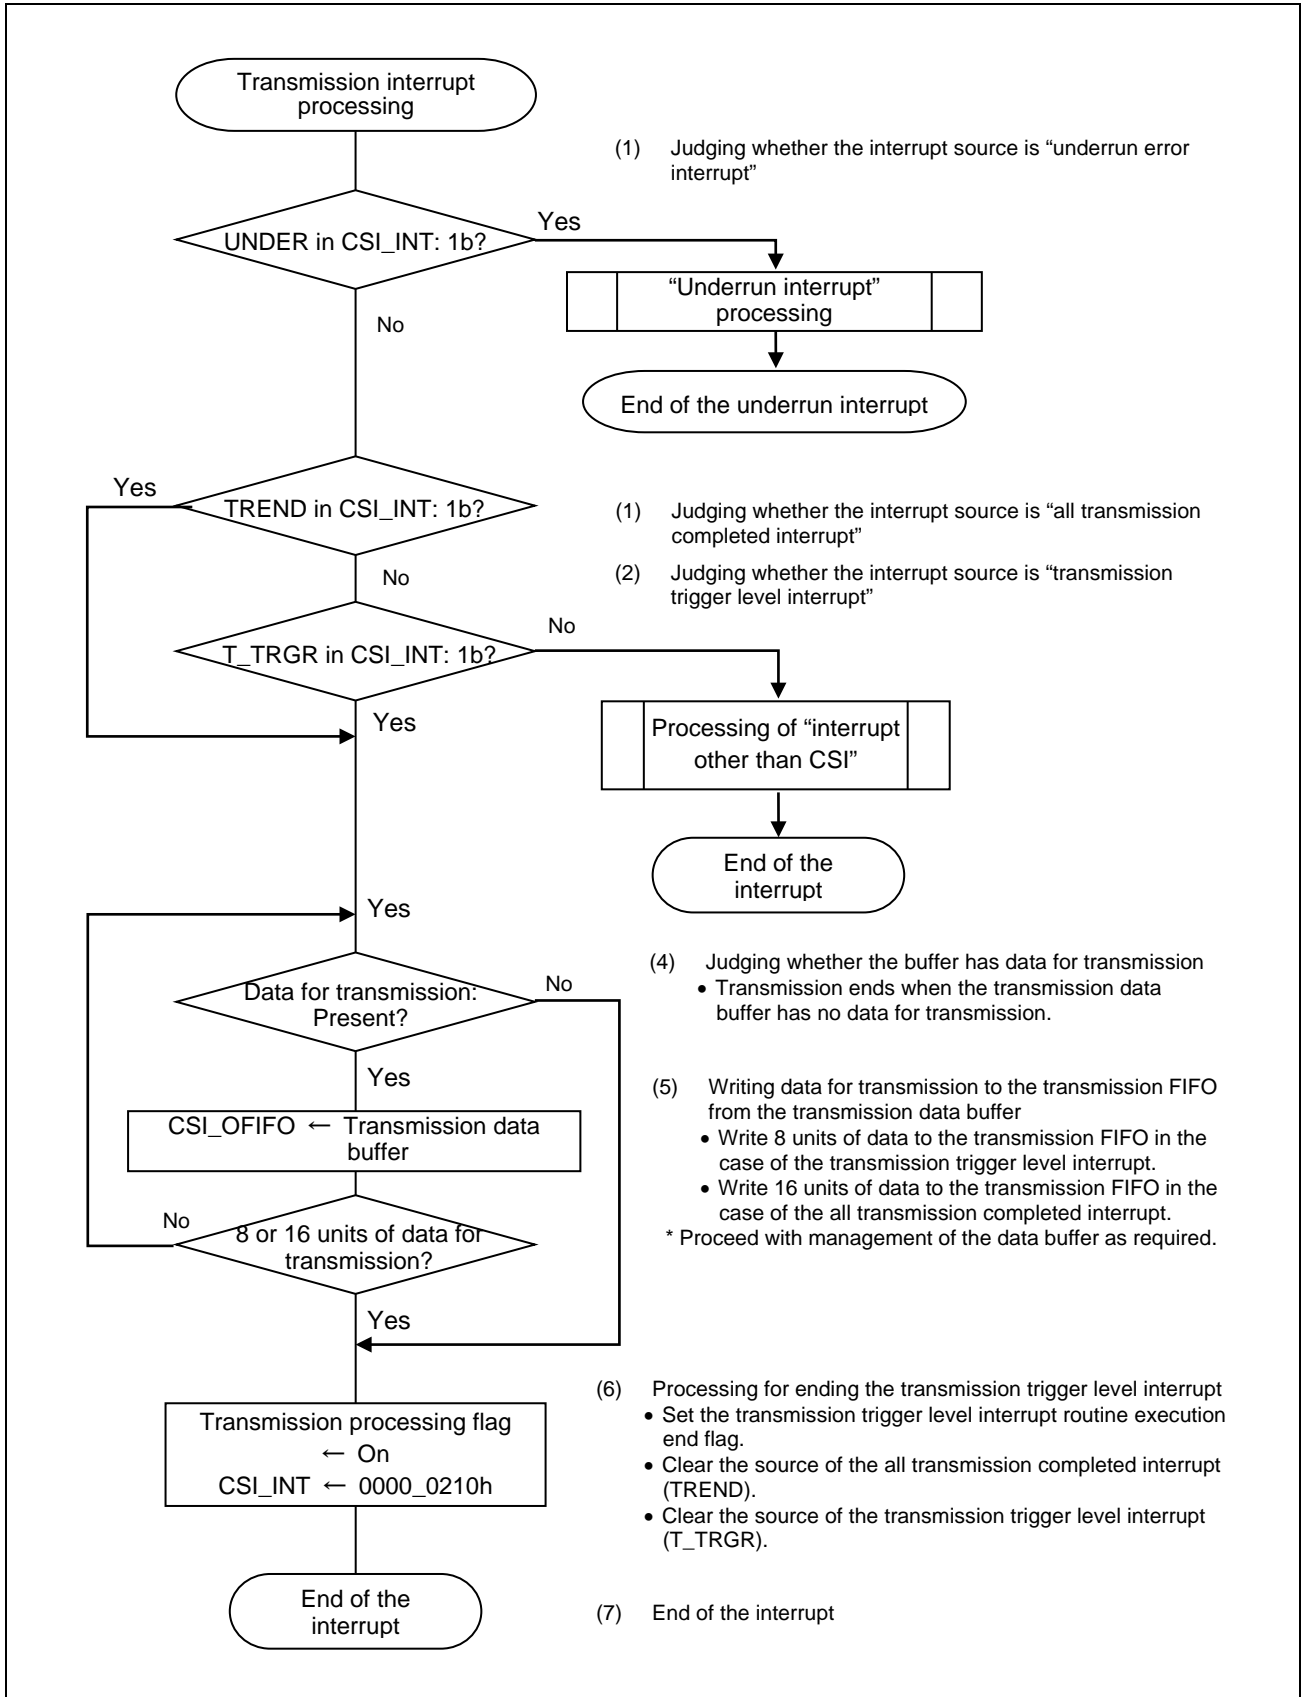 Transmission interrupt
processing
(1) Judging whether the interrupt source is “underrun error
interrupt”
Yes
UNDER in CSI_INT: 1b?
“Underrun interrupt”
processing
No
End of the underrun interrupt
Yes
TREND in CSI_INT: 1b?
(1) Judging whether the interrupt source is “all transmission
completed interrupt”
No
(2) Judging whether the interrupt source is “transmission
trigger level interrupt”
No
T_TRGR in CSI_INT: 1b?
Yes
Processing of “interrupt
other than CSI”
End of the
interrupt
Yes
(4) Judging whether the buffer has data for transmission
• Transmission ends when the transmission data
buffer has no data for transmission.
No
Data for transmission:
Present?
Yes
(5) Writing data for transmission to the transmission FIFO
from the transmission data buffer
• Write 8 units of data to the transmission FIFO in the
case of the transmission trigger level interrupt.
• Write 16 units of data to the transmission FIFO in the
case of the all transmission completed interrupt.
* Proceed with management of the data buffer as required.
CSI_OFIFO ← Transmission data
buffer
No
8 or 16 units of data for
transmission?
Yes
(6) Processing for ending the transmission trigger level interrupt
• Set the transmission trigger level interrupt routine execution
end flag.
• Clear the source of the all transmission completed interrupt
(TREND).
• Clear the source of the transmission trigger level interrupt
(T_TRGR).
Transmission processing flag
← On
CSI_INT ← 0000_0210h
End of the
interrupt
(7) End of the interrupt